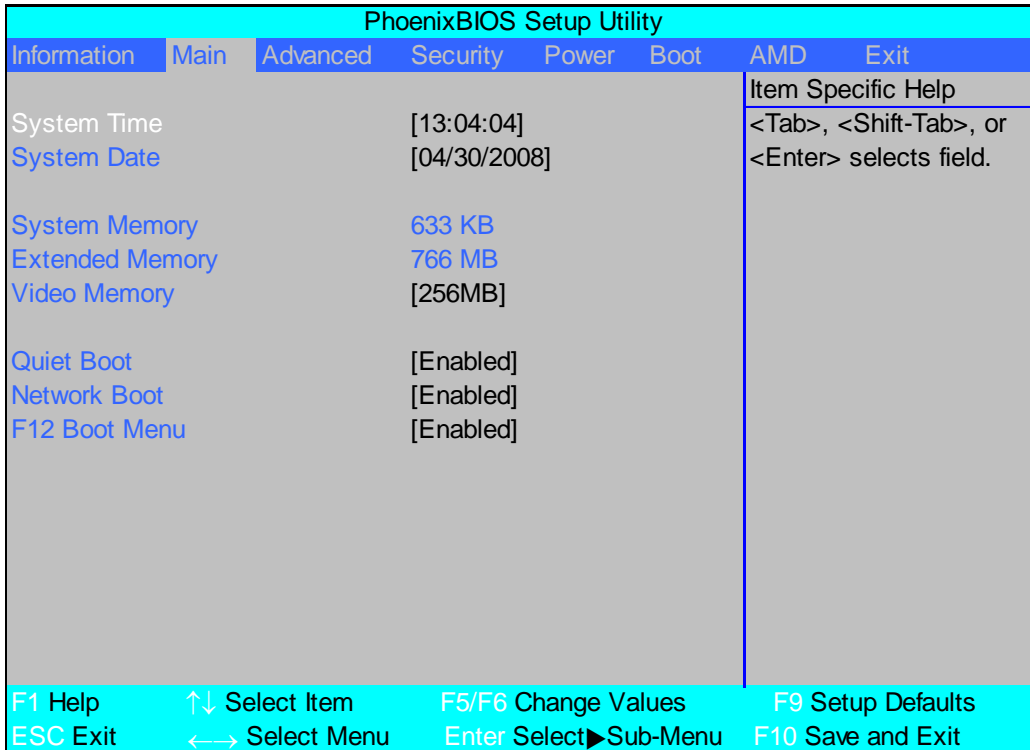 PhoenixBIOS Setup Utility
Information Main Advanced Security Power Boot AMD Exit
Item Specific Help
System Time [13:04:04] <Tab>, <Shift-Tab>, or
System Date [04/30/2008] <Enter> selects field.
System Memory 633 KB
Extended Memory 766 MB
Video Memory [256MB]
Quiet Boot [Enabled]
Network Boot [Enabled]
F12 Boot Menu [Enabled]
F1 Help ↑↓ Select Item F5/F6 Change Values F9 Setup Defaults
ESC Exit ←→ Select Menu Enter Select▶Sub-Menu F10 Save and Exit